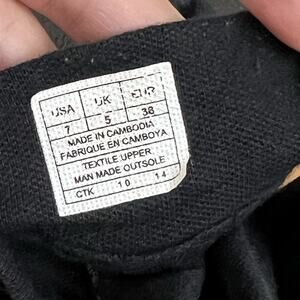 USA UK EUR
7 5 38
MADE IN CAMBODIA
FABRIQUE EN CAMBOYA
TEXTILE UPPER
MAN MADE OUTSOLE
CTK 10 14